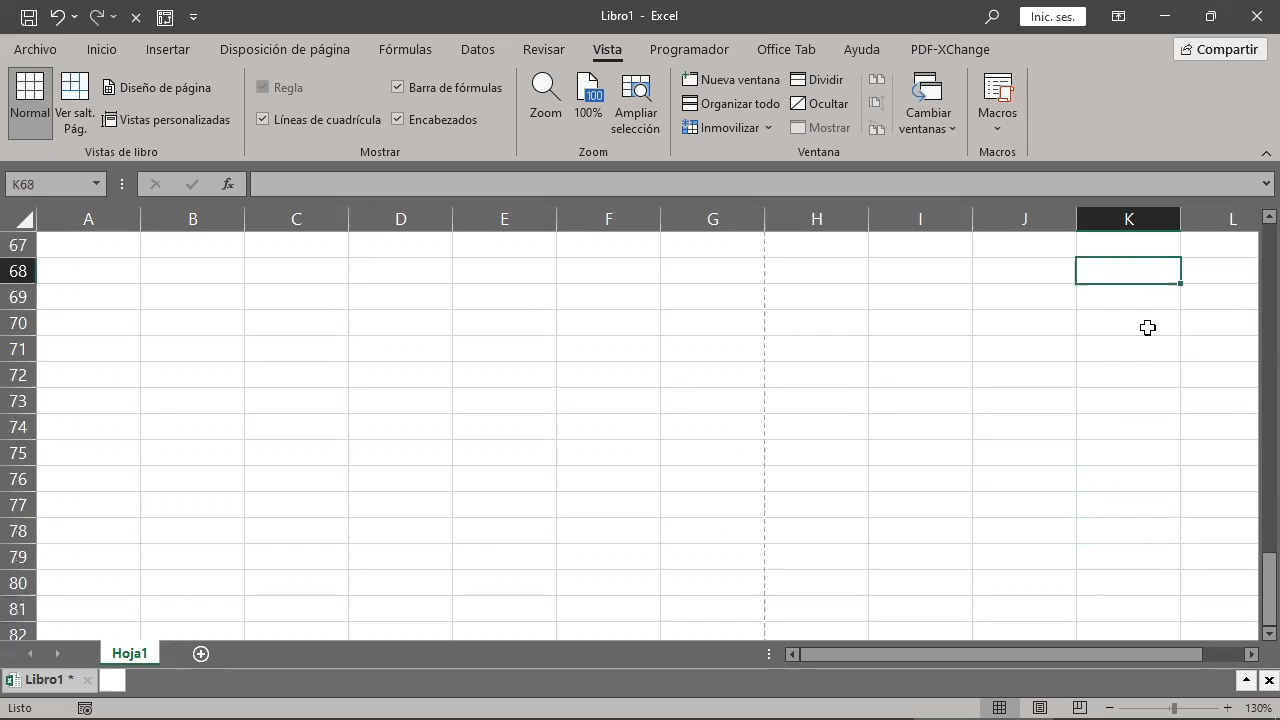 Libro1 - Excel
Inic. ses.
Archivo Inicio Insertar Disposición de página Fórmulas Datos Revisar Vista Programador Office Tab Ayuda PDF-XChange Compartir
Normal
Ver salt. Pág.
Diseño de página
Vistas personalizadas
Vistas de libro
Regla
Barra de fórmulas
Líneas de cuadrícula
Encabezados
Mostrar
Zoom
100
100%
Ampliar selección
Zoom
Nueva ventana
Organizar todo
Inmovilizar
Dividir
Ocultar
Mostrar
Cambiar ventanas
Ventana
Macros
Macros
K68
fx
A B C D E F G H I J K L
67
68
69
70
71
72
73
74
75
76
77
78
79
80
81
82
Hoja1
Libro1 *
Listo
130%